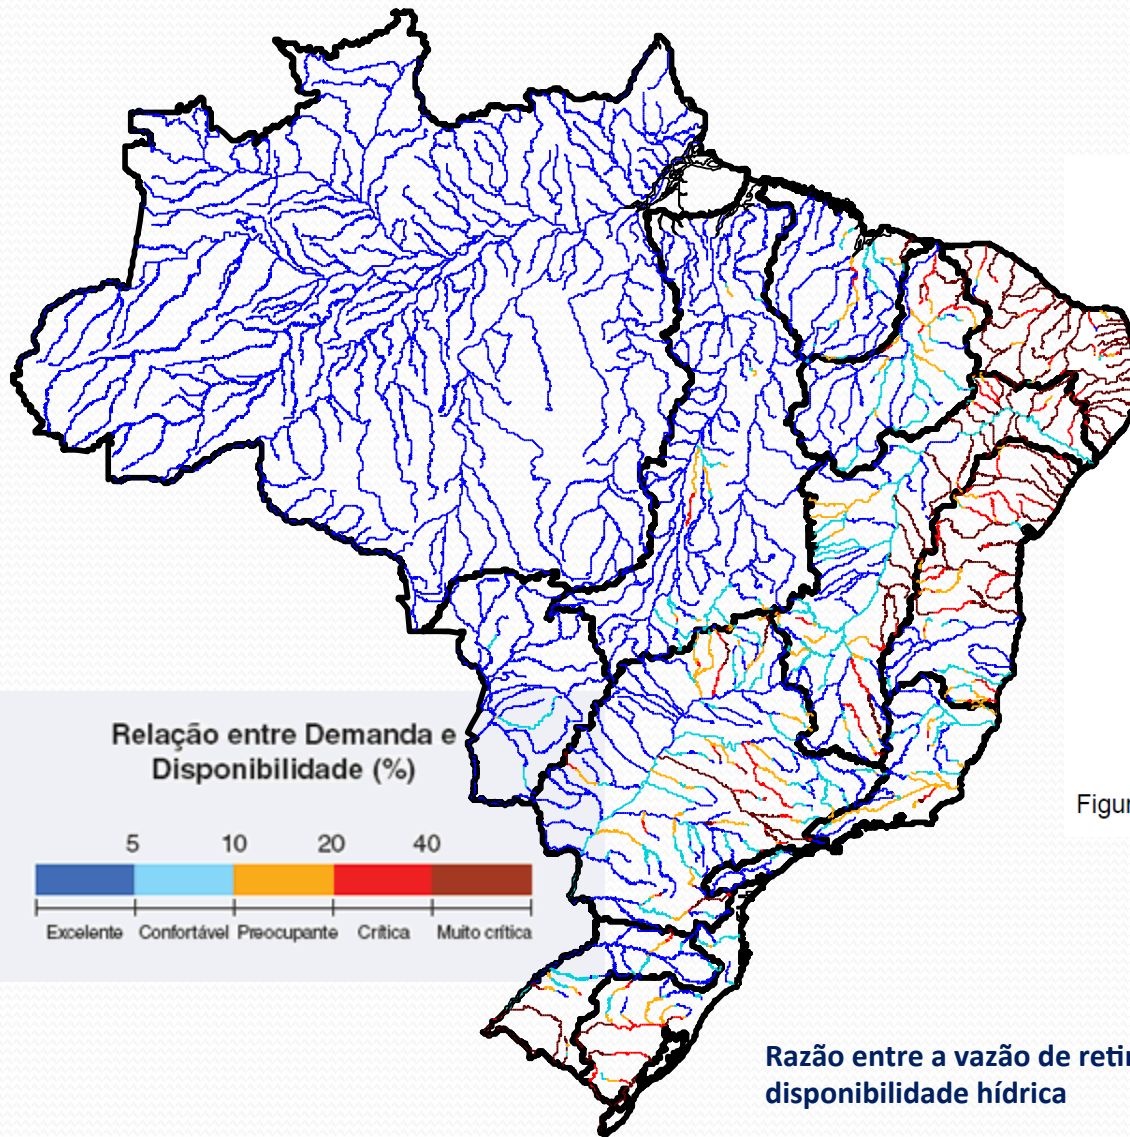 Relação entre Demanda e
Disponibilidade (%)
5 10 20 40
Excelente Confortável Preocupante Crítica Muito crítica
Figur
Razão entre a vazão de retir
disponibilidade hídrica